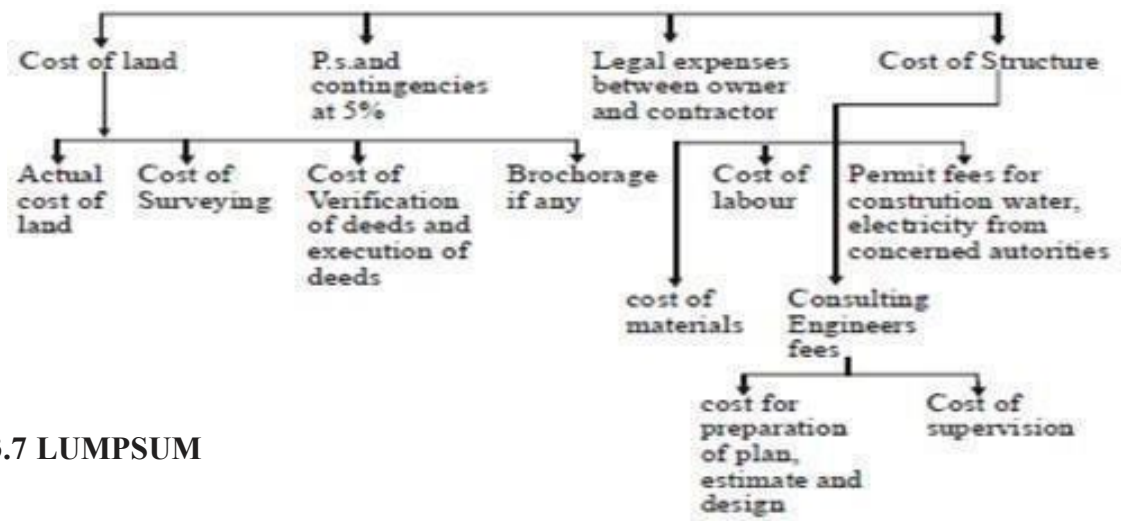 Cost of land
P.s.and
contingencies
at 5%
Legal expenses
between owner
and contractor
Cost of Structure
Actual
cost of
land
Cost of
Surveying
Cost of
Verification
of deeds and
execution of
deeds
Brochorage
if any
Cost of
labour
Permit fees for
constrution water,
electricity from
concerned autorities
cost of
materials
Consulting
Engineers
fees
cost for
preparation
of plan,
estimate and
design
Cost of
supervision
.7 LUMPSUM